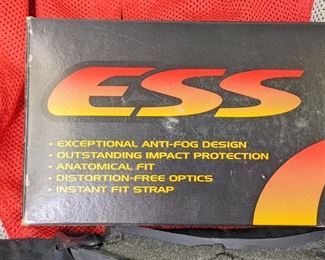 ESS
• EXCEPTIONAL ANTI-FOG DESIGN
• OUTSTANDING IMPACT PROTECTION
• ANATOMICAL FIT
• DISTORTION-FREE OPTICS
• INSTANT FIT STRAP